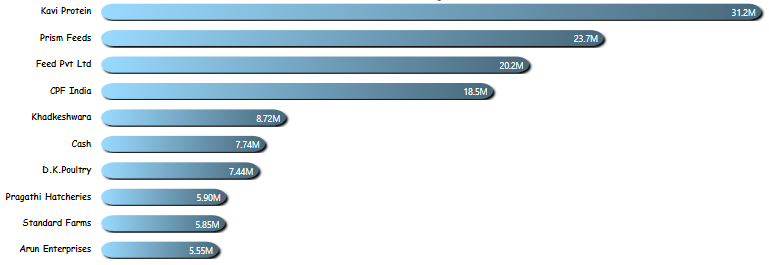 Kavi Protein 31.2M
Prism Feeds 23.7M
Feed Pvt Ltd 20.2M
CPF India 18.5M
Khadkeshwara 8.72M
Cash 7.74M
D.K.Poultry 7.44M
Pragathi Hatcheries 5.90M
Standard Farms 5.85M
Arun Enterprises 5.55M